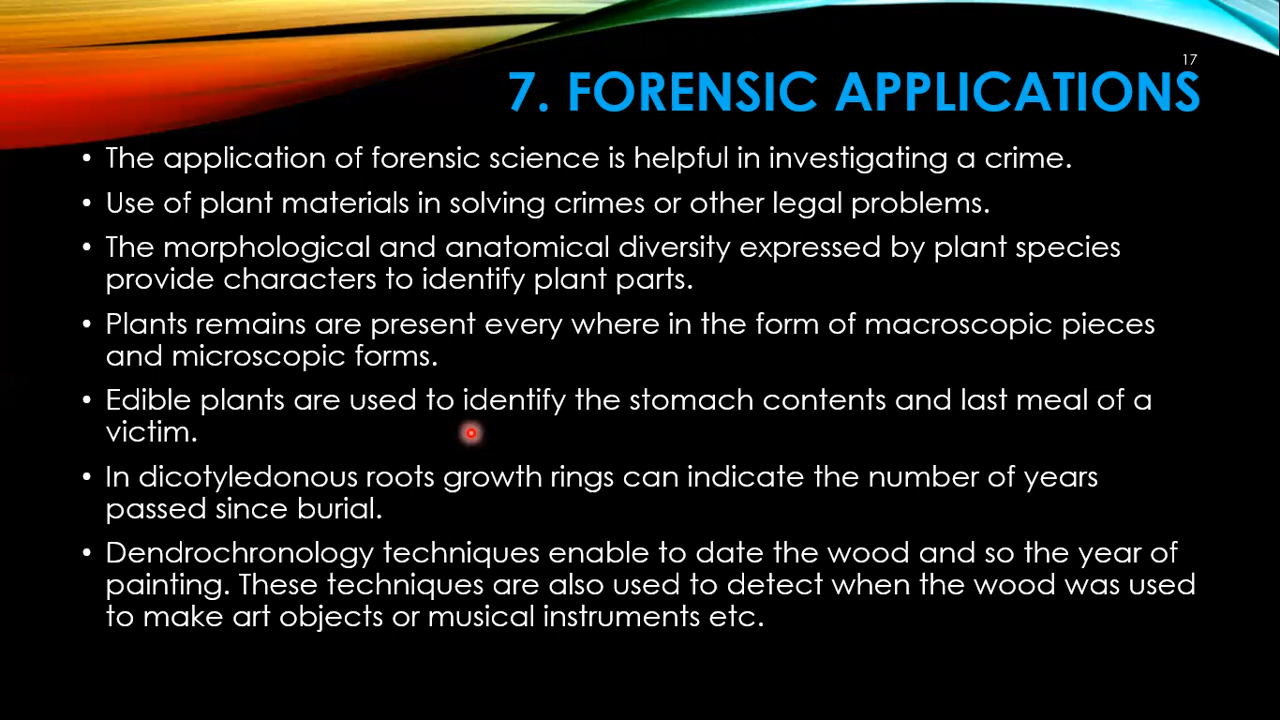 17
7. FORENSIC APPLICATIONS
• The application of forensic science is helpful in investigating a crime.
• Use of plant materials in solving crimes or other legal problems.
• The morphological and anatomical diversity expressed by plant species
provide characters to identify plant parts.
• Plants remains are present every where in the form of macroscopic pieces
and microscopic forms.
• Edible plants are used to identify the stomach contents and last meal of a
victim.
• In dicotyledonous roots growth rings can indicate the number of years
passed since burial.
• Dendrochronology techniques enable to date the wood and so the year of
painting. These techniques are also used to detect when the wood was used
to make art objects or musical instruments etc.